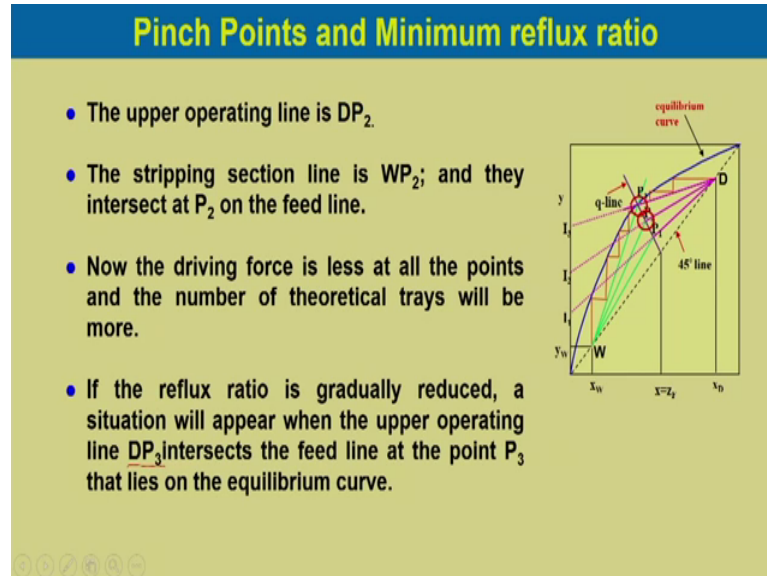 Pinch Points and Minimum reflux ratio
• The upper operating line is DP2.
• The stripping section line is WP2; and they
intersect at P2 on the feed line.
• Now the driving force is less at all the points
and the number of theoretical trays will be
more.
• If the reflux ratio is gradually reduced, a
situation will appear when the upper operating
line DP3intersects the feed line at the point P3
that lies on the equilibrium curve.
equilibrium
curve
D
y
q-line
P1
45° line
I2
I1
yW
W
xW
x=zF
xD